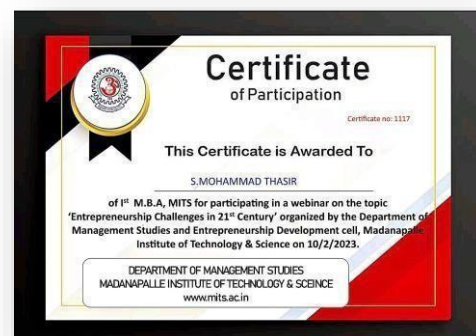 Certificate
of Participation
Certificate no: 1117
This Certificate is Awarded To
S.MOHAMMAD THASIR
of Iˢᵗ M.B.A, MITS for participating in a webinar on the topic
‘Entrepreneurship Challenges in 21ˢᵗ Century’ organized by the Department of
Management Studies and Entrepreneurship Development cell, Madanapalle
Institute of Technology & Science on 10/2/2023.
DEPARTMENT OF MANAGEMENT STUDIES
MADANAPALLE INSTITUTE OF TECHNOLOGY & SCEINCE
www.mits.ac.in